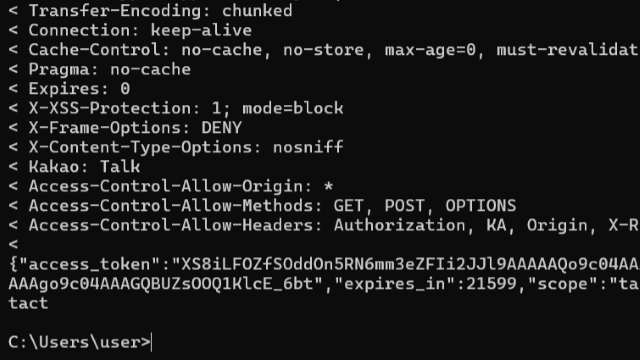 < Transfer-Encoding: chunked
< Connection: keep-alive
< Cache-Control: no-cache, no-store, max-age=0, must-revalidat
< Pragma: no-cache
< Expires: 0
< X-XSS-Protection: 1; mode=block
< X-Frame-Options: DENY
< X-Content-Type-Options: nosniff
< Kakao: Talk
< Access-Control-Allow-Origin: *
< Access-Control-Allow-Methods: GET, POST, OPTIONS
< Access-Control-Allow-Headers: Authorization, KA, Origin, X-R
<
{"access_token":"XS8iLFOZfSOddOn5RN6mm3eZFIi2JJl9AAAAAQo9c04AA
AAAgo9c04AAAGQBUZsOOQ1KlcE_6bt","expires_in":21599,"scope":"ta
tact
C:\Users\user>